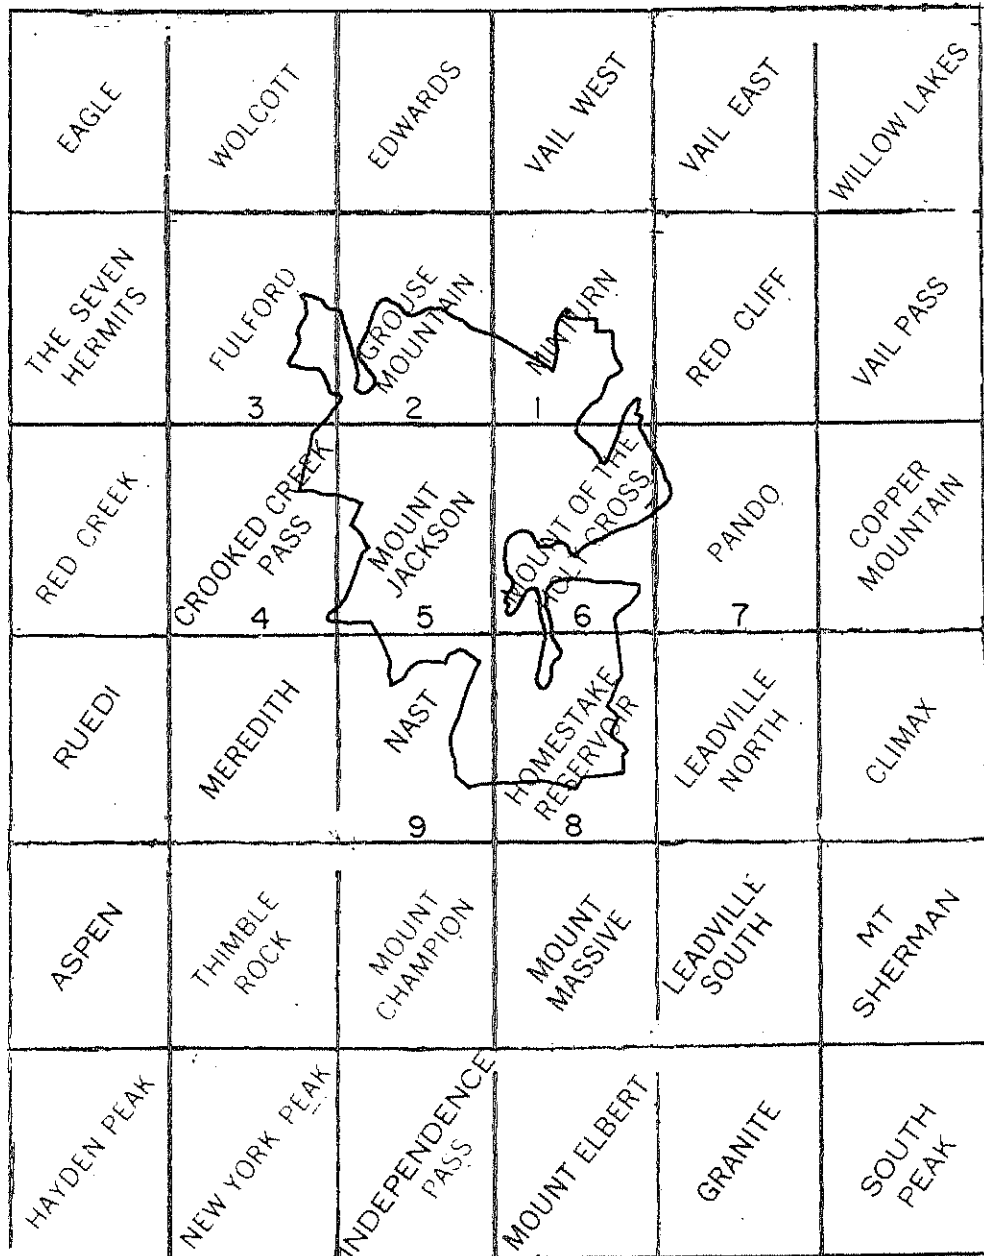 EAGLE
WOLCOTT
EDWARDS
VAIL WEST
VAIL EAST
WILLOW LAKES
THE SEVEN
HERMITS
FULFORD
3
GROUSE
MOUNTAIN
2
MINTURN
1
RED CLIFF
VAIL PASS
RED CREEK
CROOKED CREEK
PASS
4
MOUNT
JACKSON
5
MOUNT OF THE
HOLY CROSS
6
PANDO
7
COPPER
MOUNTAIN
RUEDI
MEREDITH
NAST
9
HOMESTAKE
RESERVOIR
8
LEADVILLE
NORTH
CLIMAX
ASPEN
THIMBLE
ROCK
MOUNT
CHAMPION
MOUNT
MASSIVE
LEADVILLE
SOUTH
MT
SHERMAN
HAYDEN PEAK
NEW YORK PEAK
INDEPENDENCE
PASS
MOUNT ELBERT
GRANITE
SOUTH
PEAK